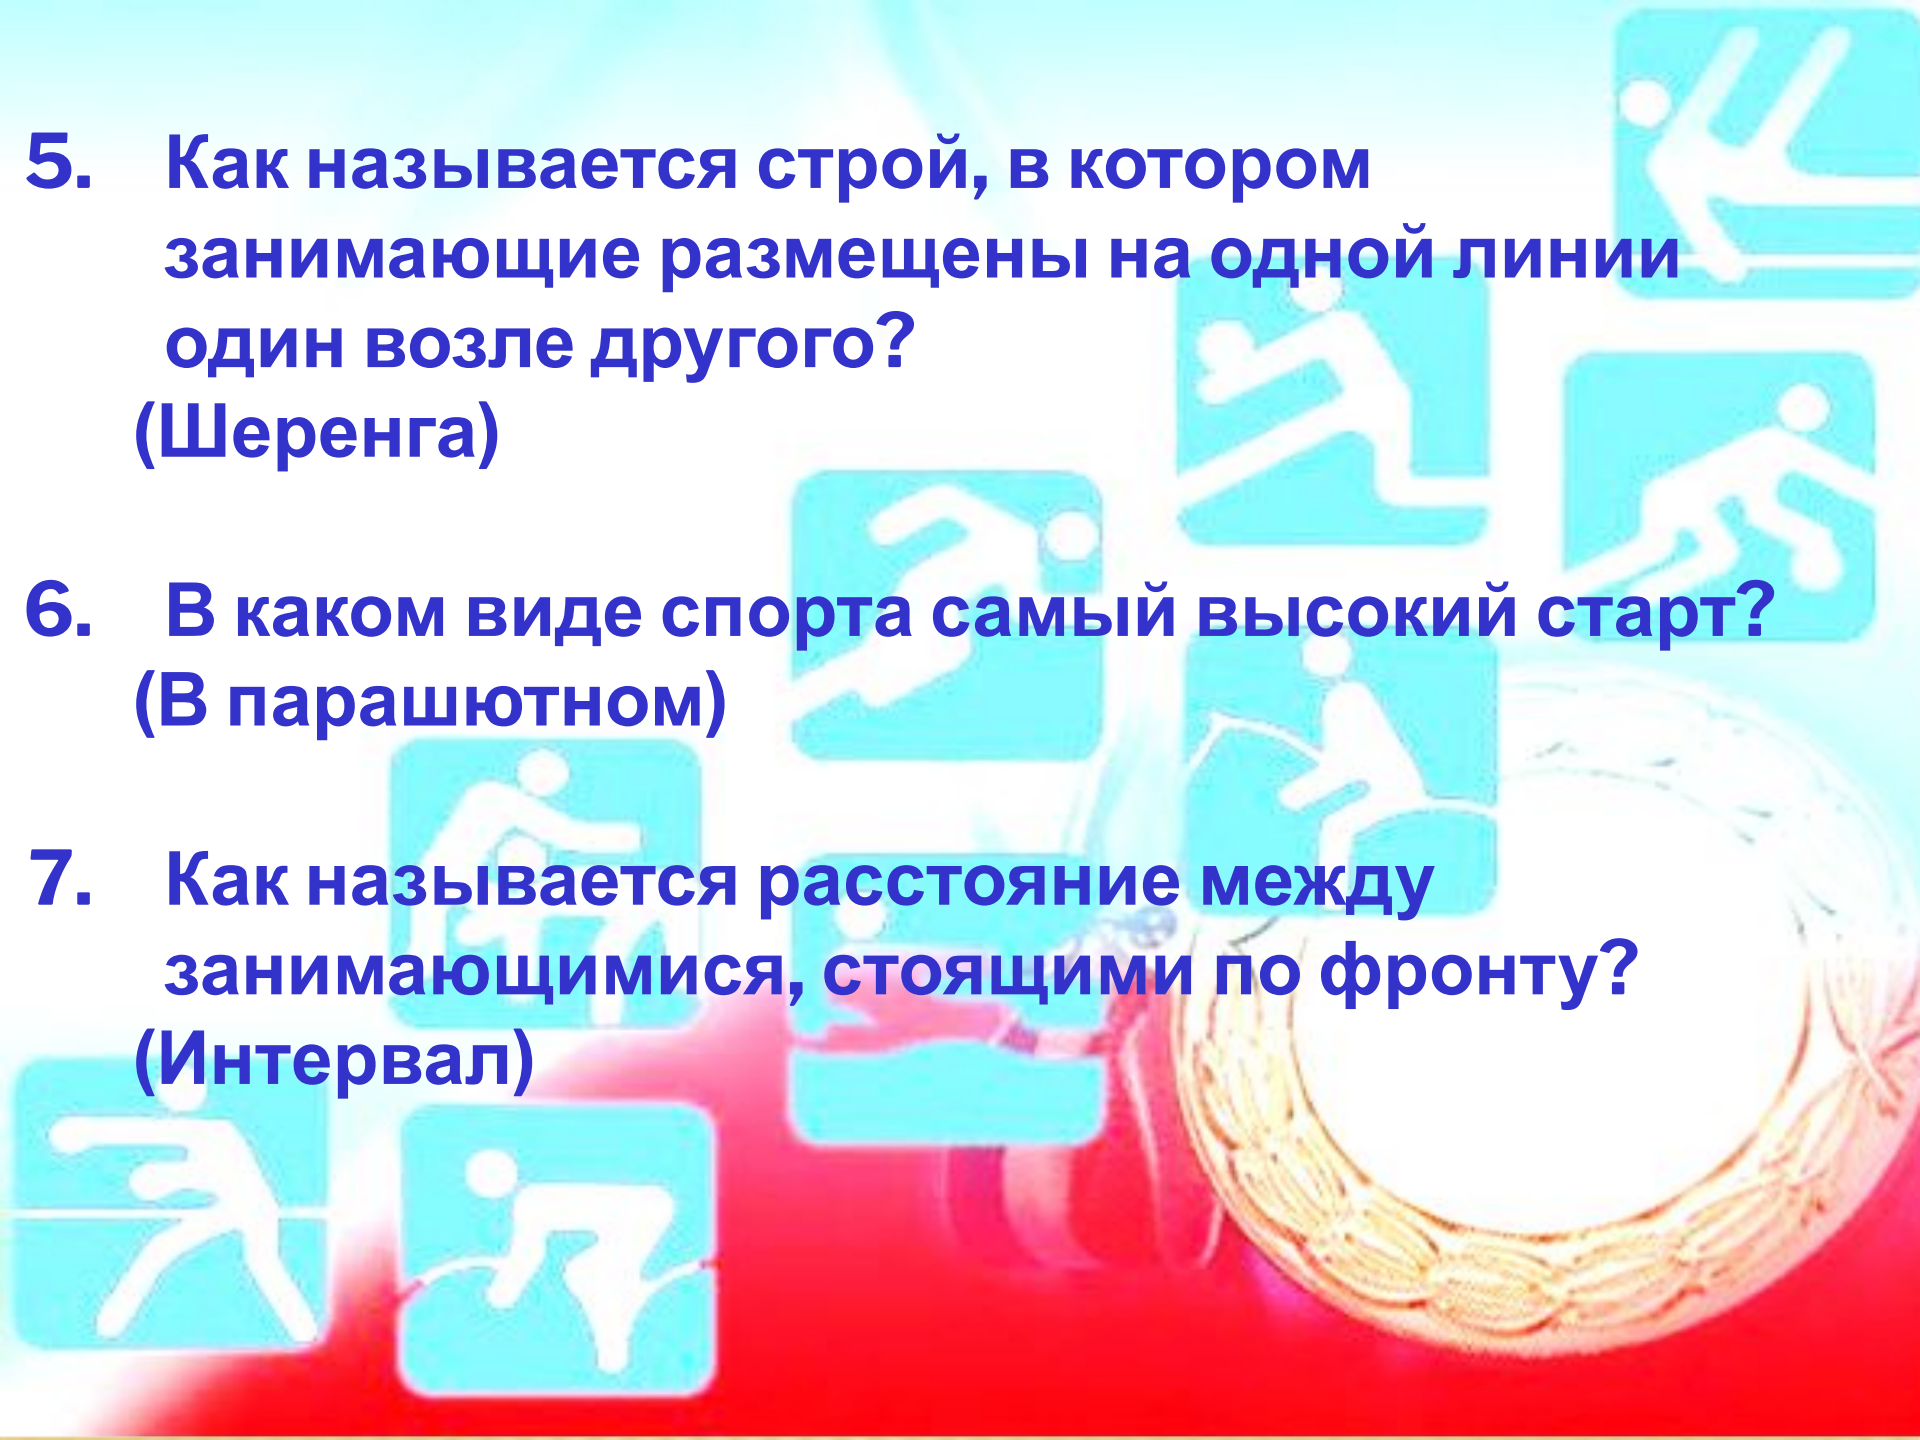 5. Как называется строй, в котором
занимающие размещены на одной линии
один возле другого?
(Шеренга)
6. В каком виде спорта самый высокий старт?
(В парашютном)
7. Как называется расстояние между
занимающимися, стоящими по фронту?
(Интервал)